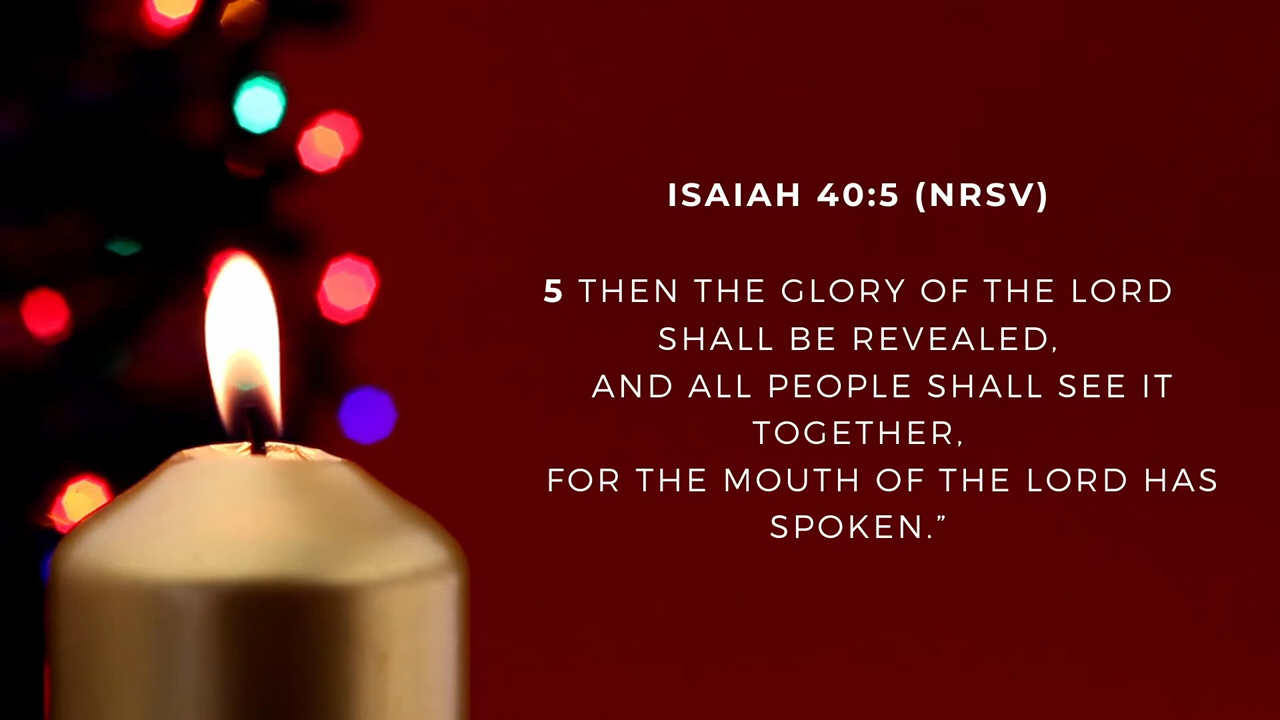 ISAIAH 40:5 (NRSV)
5 THEN THE GLORY OF THE LORD
SHALL BE REVEALED,
AND ALL PEOPLE SHALL SEE IT
TOGETHER,
FOR THE MOUTH OF THE LORD HAS
SPOKEN.”